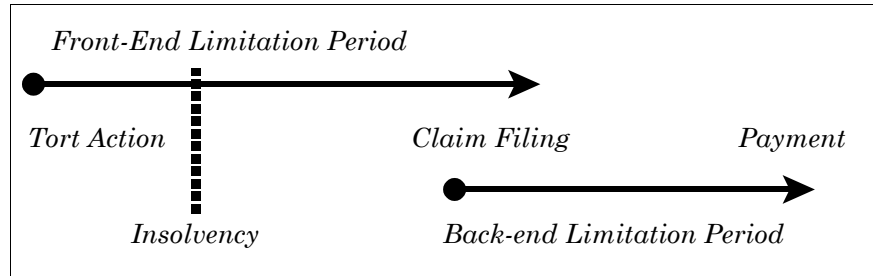 Front-End Limitation Period
Tort Action Claim Filing Payment
Insolvency Back-end Limitation Period